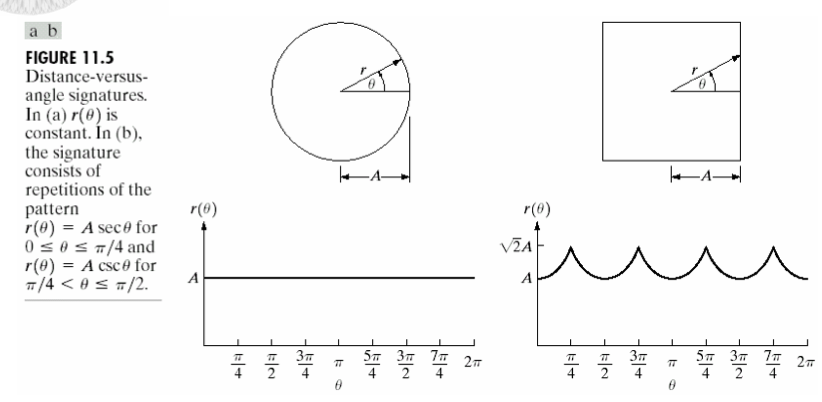 a b
FIGURE 11.5
Distance-versus-
angle signatures.
In (a) r(θ) is
constant. In (b),
the signature
consists of
repetitions of the
pattern
r(θ) = A secθ for
0 ≤ θ ≤ π/4 and
r(θ) = A cscθ for
π/4 < θ ≤ π/2.
r
θ
A
r
θ
A
r(θ)
A
π/4 π/2 3π/4 π 5π/4 3π/2 7π/4 2π
θ
r(θ)
√2A
A
π/4 π/2 3π/4 π 5π/4 3π/2 7π/4 2π
θ